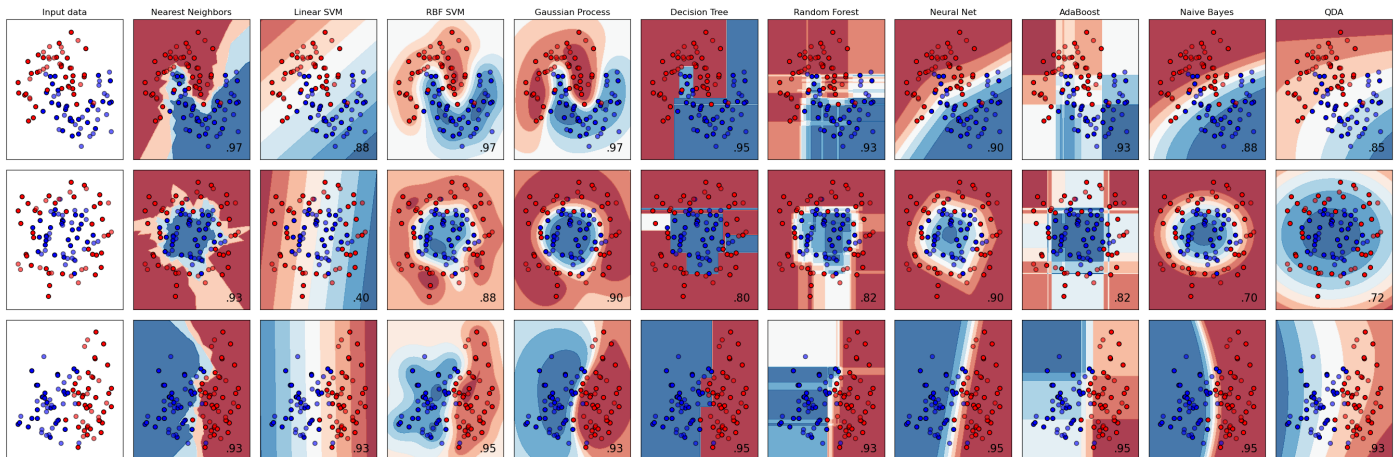 Input data Nearest Neighbors Linear SVM RBF SVM Gaussian Process Decision Tree Random Forest Neural Net AdaBoost Naive Bayes QDA
.97 .88 .97 .97 .95 .93 .90 .93 .88 .85
.93 .40 .88 .90 .80 .82 .90 .82 .70 .72
.93 .93 .95 .93 .95 .93 .95 .95 .95 .93